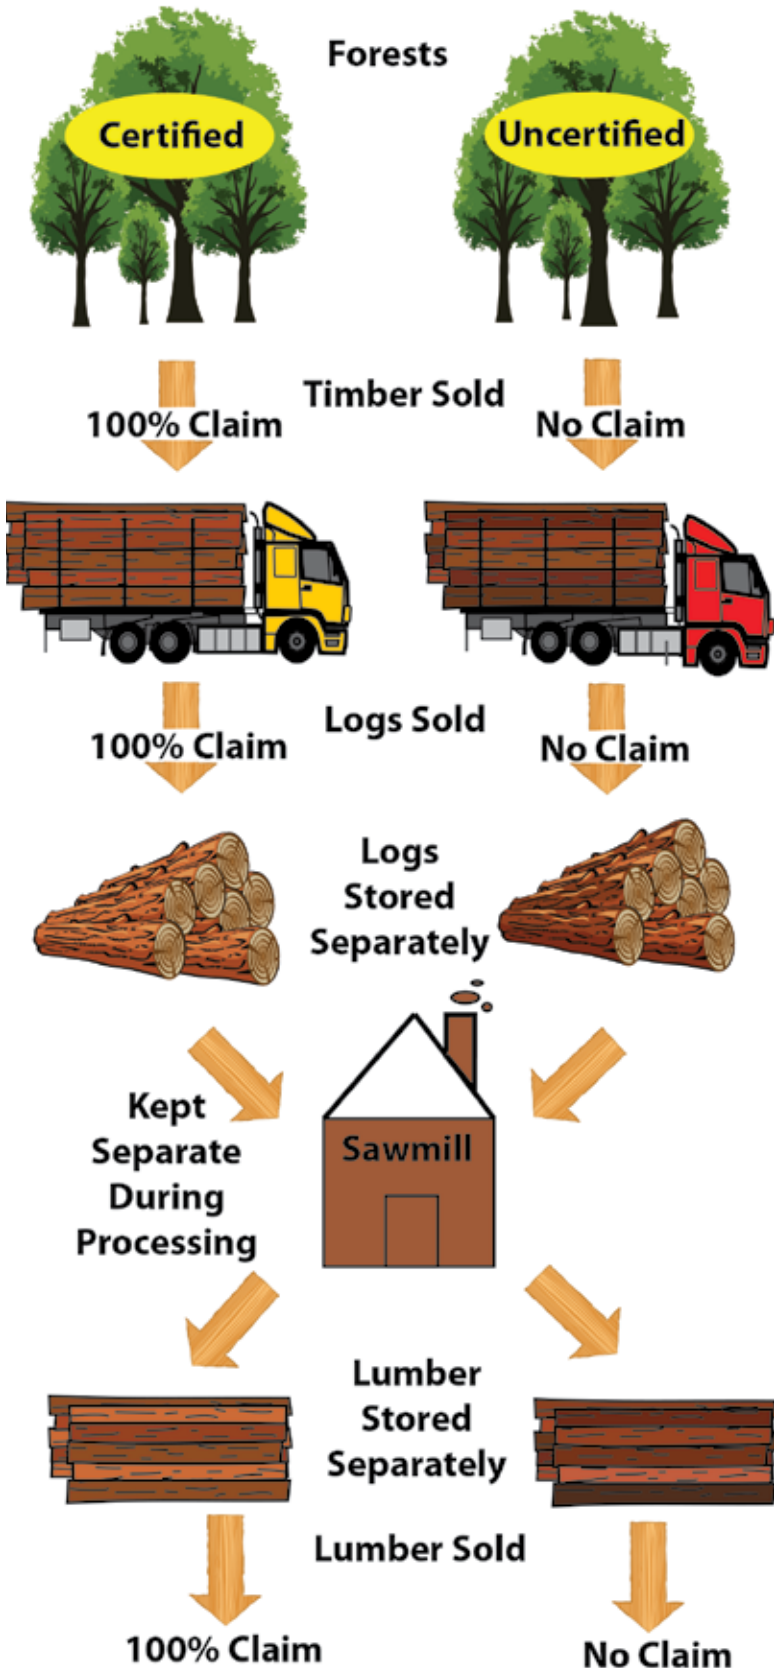 Forests
Certified
Uncertified
Timber Sold
100% Claim
No Claim
Logs Sold
100% Claim
No Claim
Logs
Stored
Separately
Kept
Separate
During
Processing
Sawmill
Lumber
Stored
Separately
Lumber Sold
100% Claim
No Claim